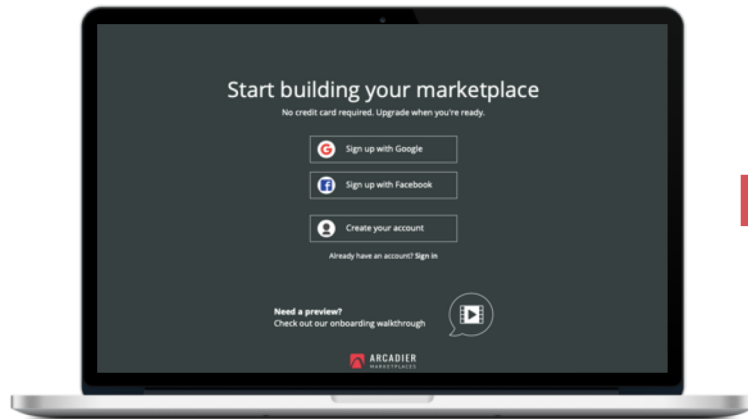 Start building your marketplace
No credit card required. Upgrade when you're ready.
Sign up with Google
Sign up with Facebook
Create your account
Already have an account? Sign in
Need a preview?
Check out our onboarding walkthrough
ARCADIER
MARKETPLACES